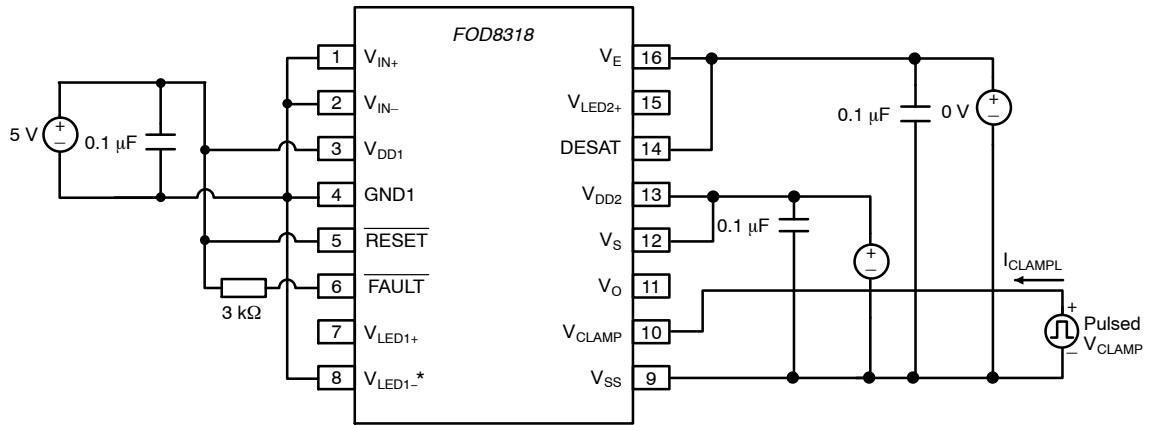 FOD8318
1 V_IN+
2 V_IN−
3 V_DD1
4 GND1
5 RESET
6 FAULT
7 V_LED1+
8 V_LED1−*
V_E 16
V_LED2+ 15
DESAT 14
V_DD2 13
V_S 12
V_O 11
V_CLAMP 10
V_SS 9
5 V
+
−
0.1 μF
3 kΩ
0.1 μF
0 V
+
−
0.1 μF
+
−
I_CLAMPL
+
Pulsed
V_CLAMP
−